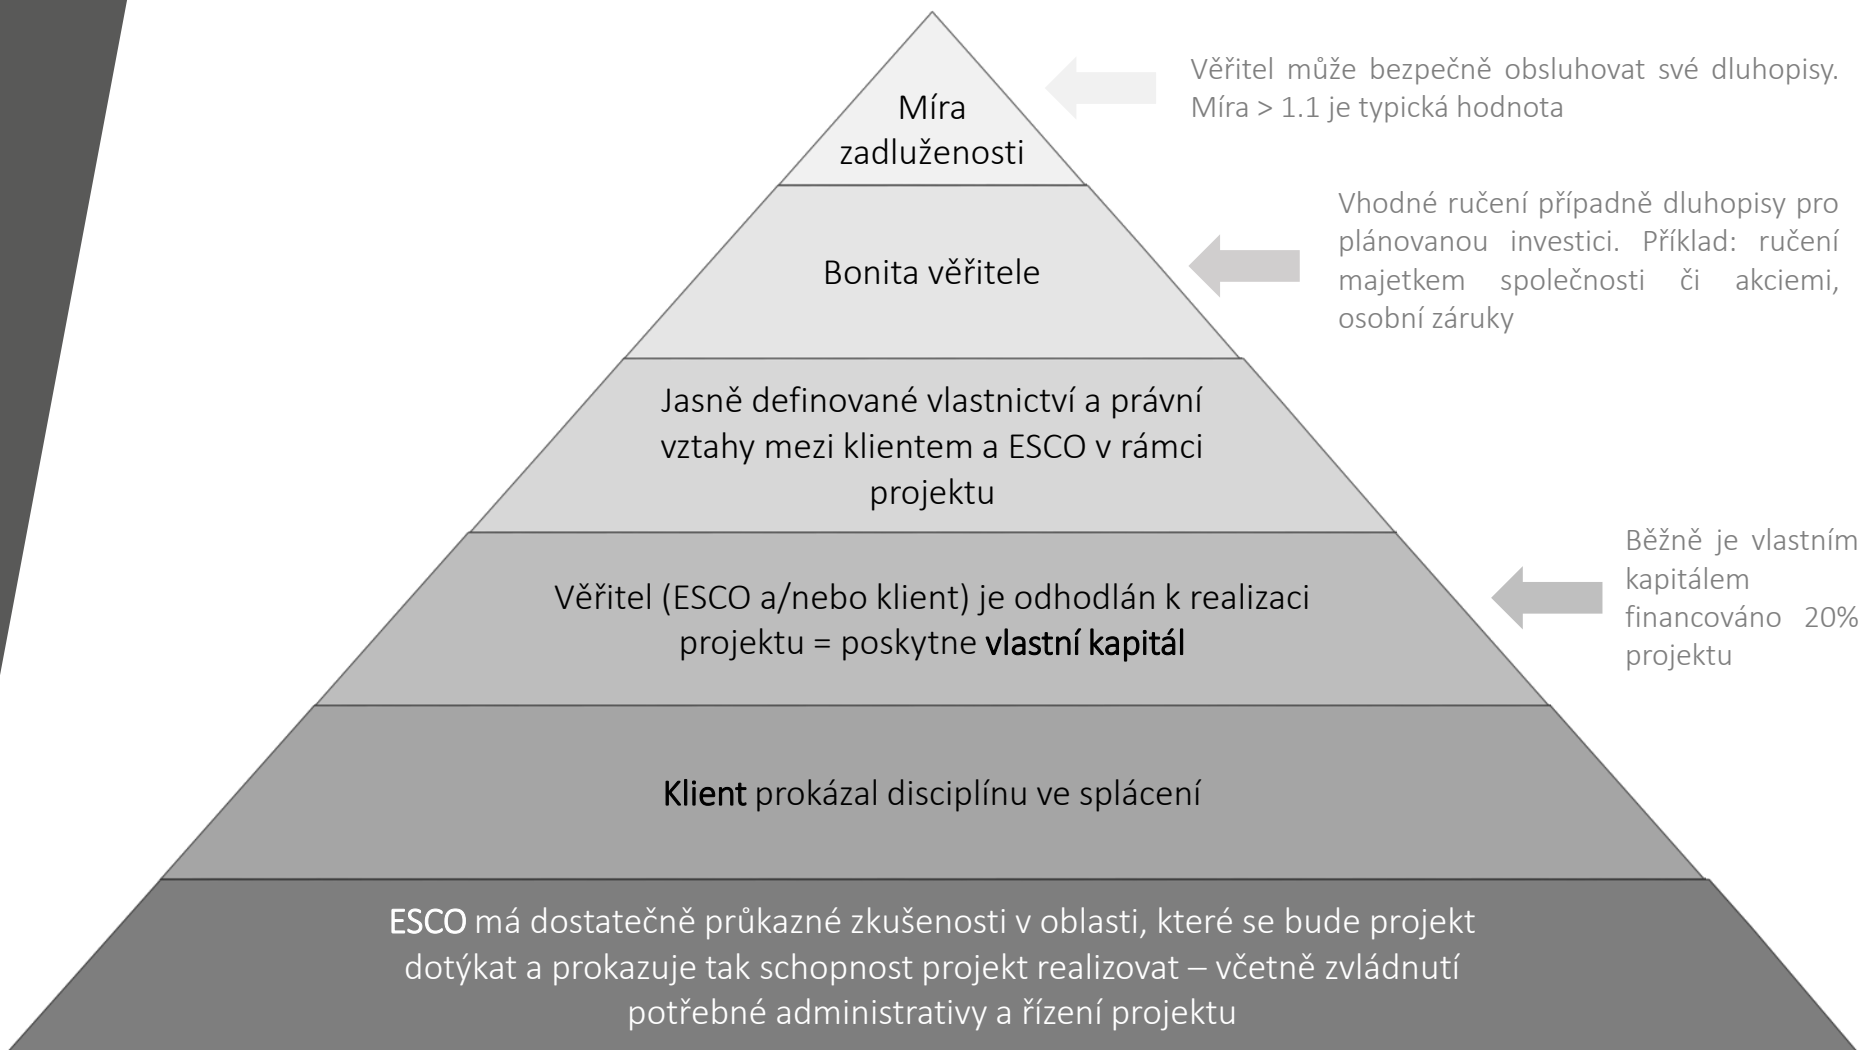 Míra
zadluženosti
Věřitel může bezpečně obsluhovat své dluhopisy.
Míra > 1.1 je typická hodnota
Bonita věřitele
Vhodné ručení případně dluhopisy pro
plánovanou investici. Příklad: ručení
majetkem společnosti či akciemi,
osobní záruky
Jasně definované vlastnictví a právní
vztahy mezi klientem a ESCO v rámci
projektu
Věřitel (ESCO a/nebo klient) je odhodlán k realizaci
projektu = poskytne vlastní kapitál
Běžně je vlastním
kapitálem
financováno 20%
projektu
Klient prokázal disciplínu ve splácení
ESCO má dostatečně průkazné zkušenosti v oblasti, které se bude projekt
dotýkat a prokazuje tak schopnost projekt realizovat – včetně zvládnutí
potřebné administrativy a řízení projektu